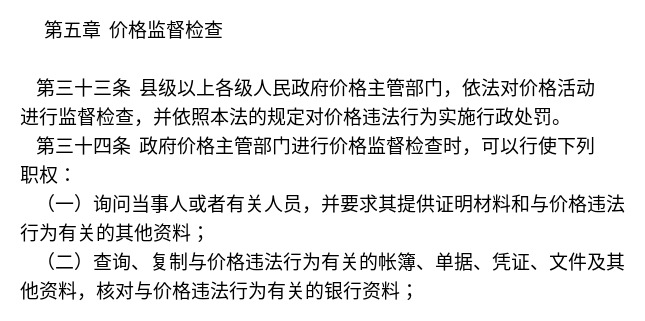 第五章 价格监督检查
第三十三条 县级以上各级人民政府价格主管部门，依法对价格活动
进行监督检查，并依照本法的规定对价格违法行为实施行政处罚。
第三十四条 政府价格主管部门进行价格监督检查时，可以行使下列
职权：
（一）询问当事人或者有关人员，并要求其提供证明材料和与价格违法
行为有关的其他资料；
（二）查询、复制与价格违法行为有关的帐簿、单据、凭证、文件及其
他资料，核对与价格违法行为有关的银行资料；